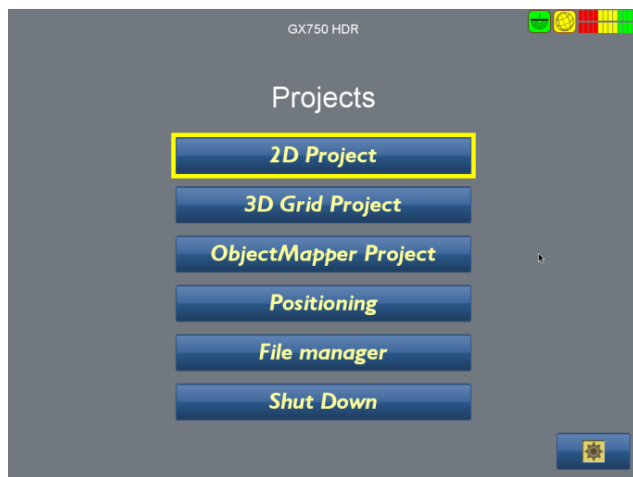 GX750 HDR
Projects
2D Project
3D Grid Project
ObjectMapper Project
Positioning
File manager
Shut Down